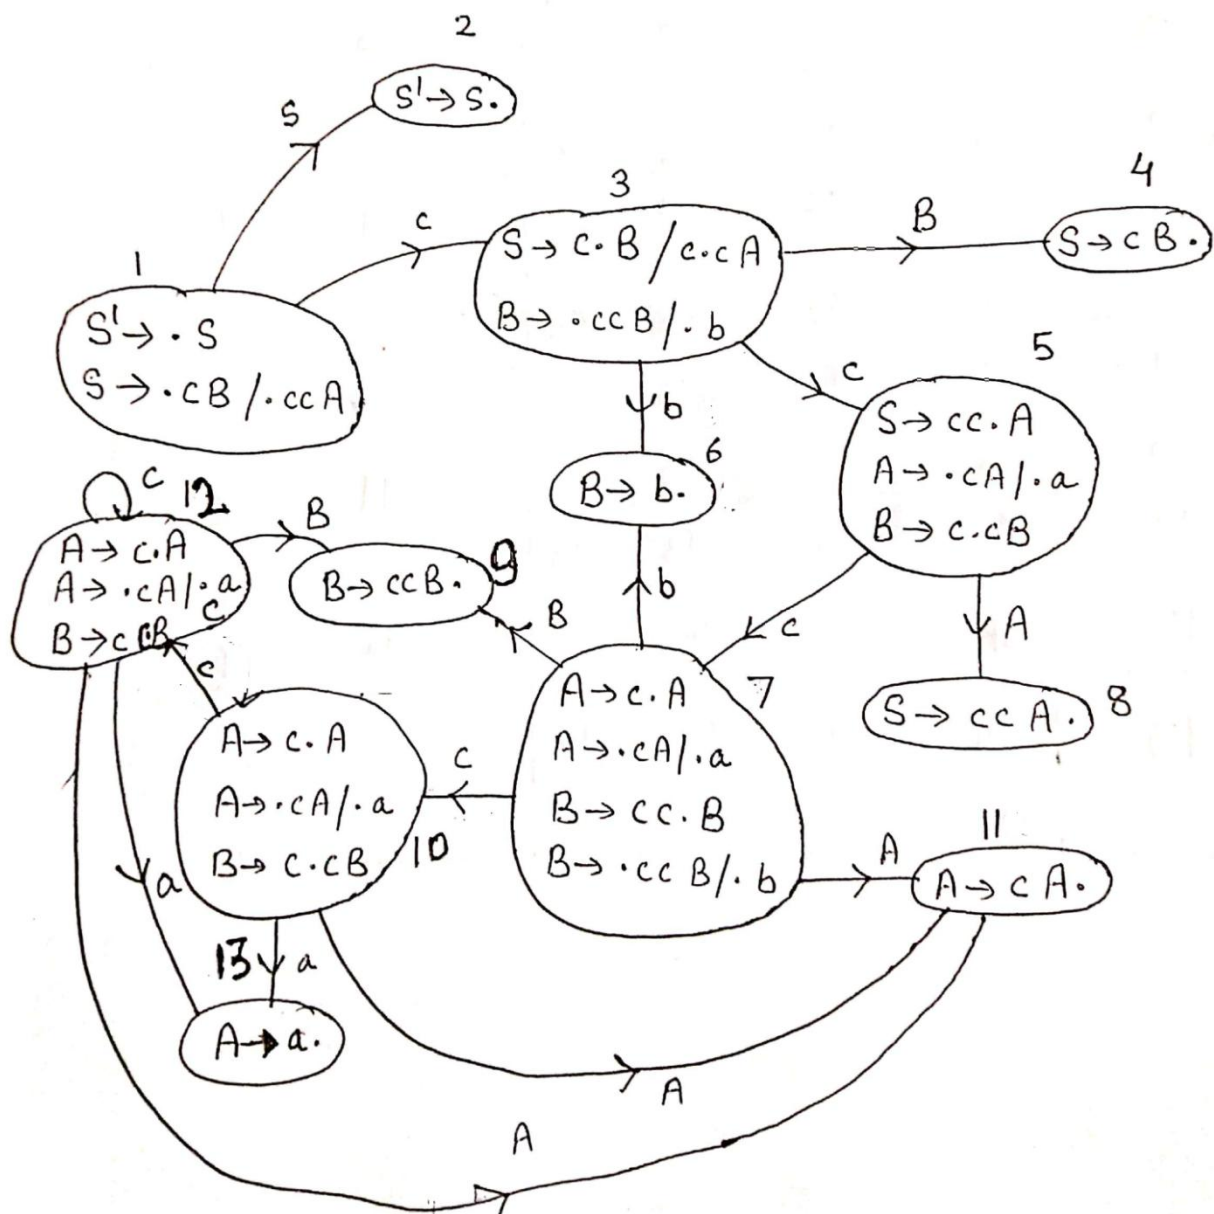 2
S'→ S.
S
3
S → c.B / c.cA
B → .ccB / .b
c
B
4
S → cB.
1
S'→ .S
S → .cB / .ccA
c
b
5
S → cc.A
A → .cA / .a
B → c.cB
6
B → b.
c
12
A → c.A
A → .cA / .a
c
B
9
B → ccB.
B
b
c
A
7
A → c.A
A → .cA / .a
B → cc.B
B → .ccB / .b
8
S → ccA.
c
A → c.A
A → .cA / .a
B → c.cB
10
c
A
11
A → cA.
a
13
a
A → a.
A
A